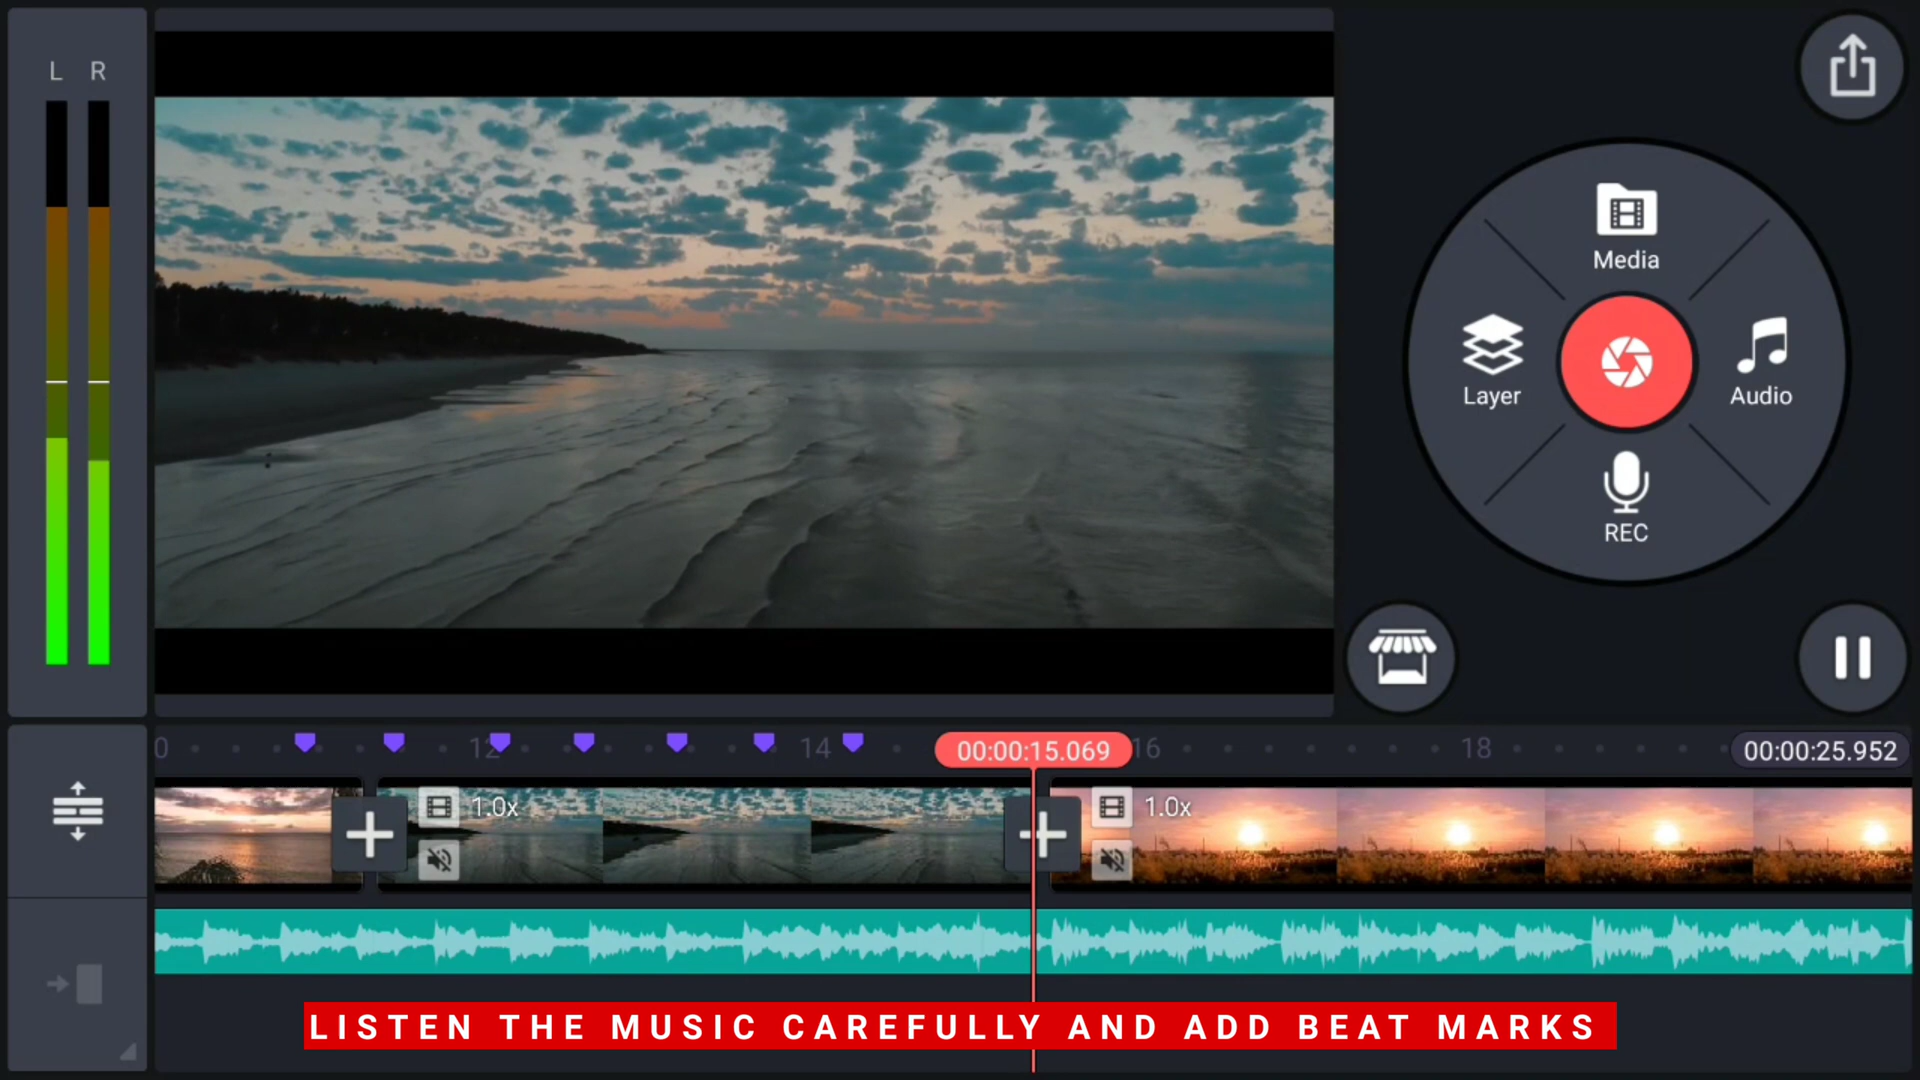 L R
Media
Layer
Audio
REC
0 12 14 00:00:15.069 16 18 00:00:25.952
1.0x 1.0x
LISTEN THE MUSIC CAREFULLY AND ADD BEAT MARKS